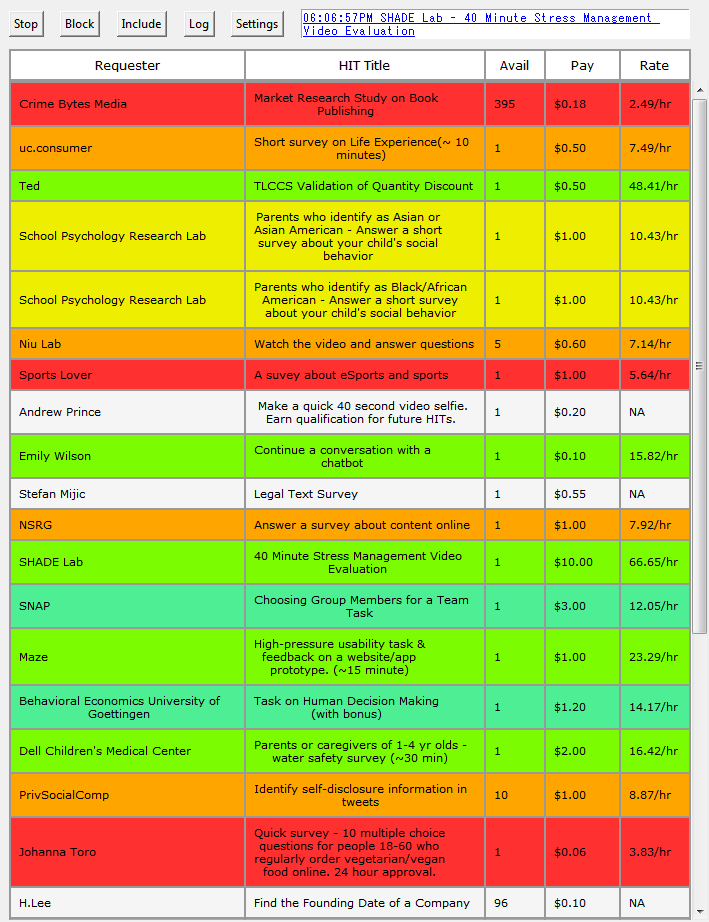 Stop Block Include Log Settings
06:06:57PM SHADE Lab - 40 Minute Stress Management
Video Evaluation
Requester HIT Title Avail Pay Rate
Crime Bytes Media Market Research Study on Book Publishing 395 $0.18 2.49/hr
uc.consumer Short survey on Life Experience(~ 10 minutes) 1 $0.50 7.49/hr
Ted TLCCS Validation of Quantity Discount 1 $0.50 48.41/hr
School Psychology Research Lab Parents who identify as Asian or Asian American - Answer a short survey about your child's social behavior 1 $1.00 10.43/hr
School Psychology Research Lab Parents who identify as Black/African American - Answer a short survey about your child's social behavior 1 $1.00 10.43/hr
Niu Lab Watch the video and answer questions 5 $0.60 7.14/hr
Sports Lover A suvey about eSports and sports 1 $1.00 5.64/hr
Andrew Prince Make a quick 40 second video selfie. Earn qualification for future HITs. 1 $0.20 NA
Emily Wilson Continue a conversation with a chatbot 1 $0.10 15.82/hr
Stefan Mijic Legal Text Survey 1 $0.55 NA
NSRG Answer a survey about content online 1 $1.00 7.92/hr
SHADE Lab 40 Minute Stress Management Video Evaluation 1 $10.00 66.65/hr
SNAP Choosing Group Members for a Team Task 1 $3.00 12.05/hr
Maze High-pressure usability task & feedback on a website/app prototype. (~15 minute) 1 $1.00 23.29/hr
Behavioral Economics University of Goettingen Task on Human Decision Making (with bonus) 1 $1.20 14.17/hr
Dell Children's Medical Center Parents or caregivers of 1-4 yr olds - water safety survey (~30 min) 1 $2.00 16.42/hr
PrivSocialComp Identify self-disclosure information in tweets 10 $1.00 8.87/hr
Johanna Toro Quick survey - 10 multiple choice questions for people 18-60 who regularly order vegetarian/vegan food online. 24 hour approval. 1 $0.06 3.83/hr
H.Lee Find the Founding Date of a Company 96 $0.10 NA